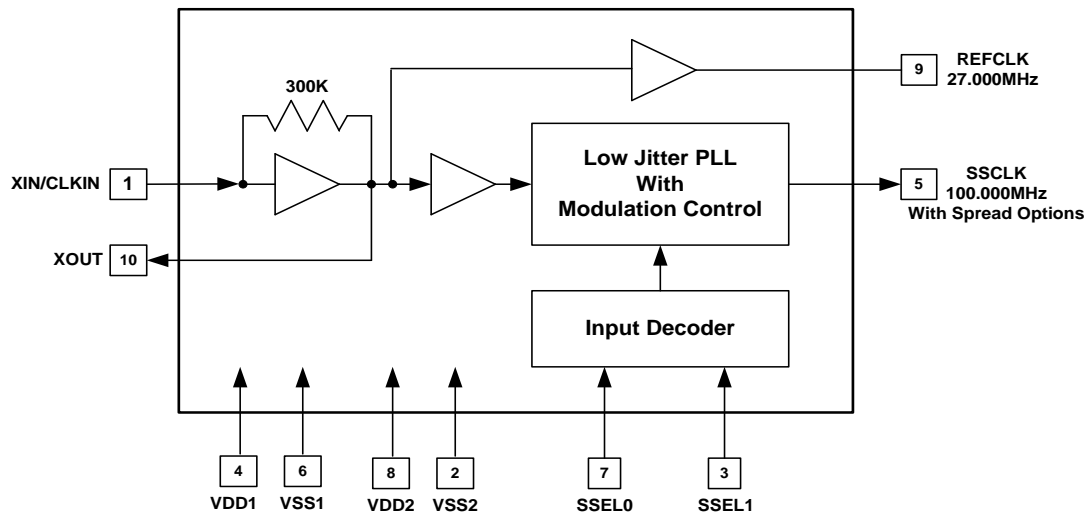 300K
9
REFCLK
27.000MHz
XIN/CLKIN
1
Low Jitter PLL
With
Modulation Control
5
SSCLK
100.000MHz
With Spread Options
XOUT
10
Input Decoder
4
6
8
2
7
3
VDD1
VSS1
VDD2
VSS2
SSEL0
SSEL1